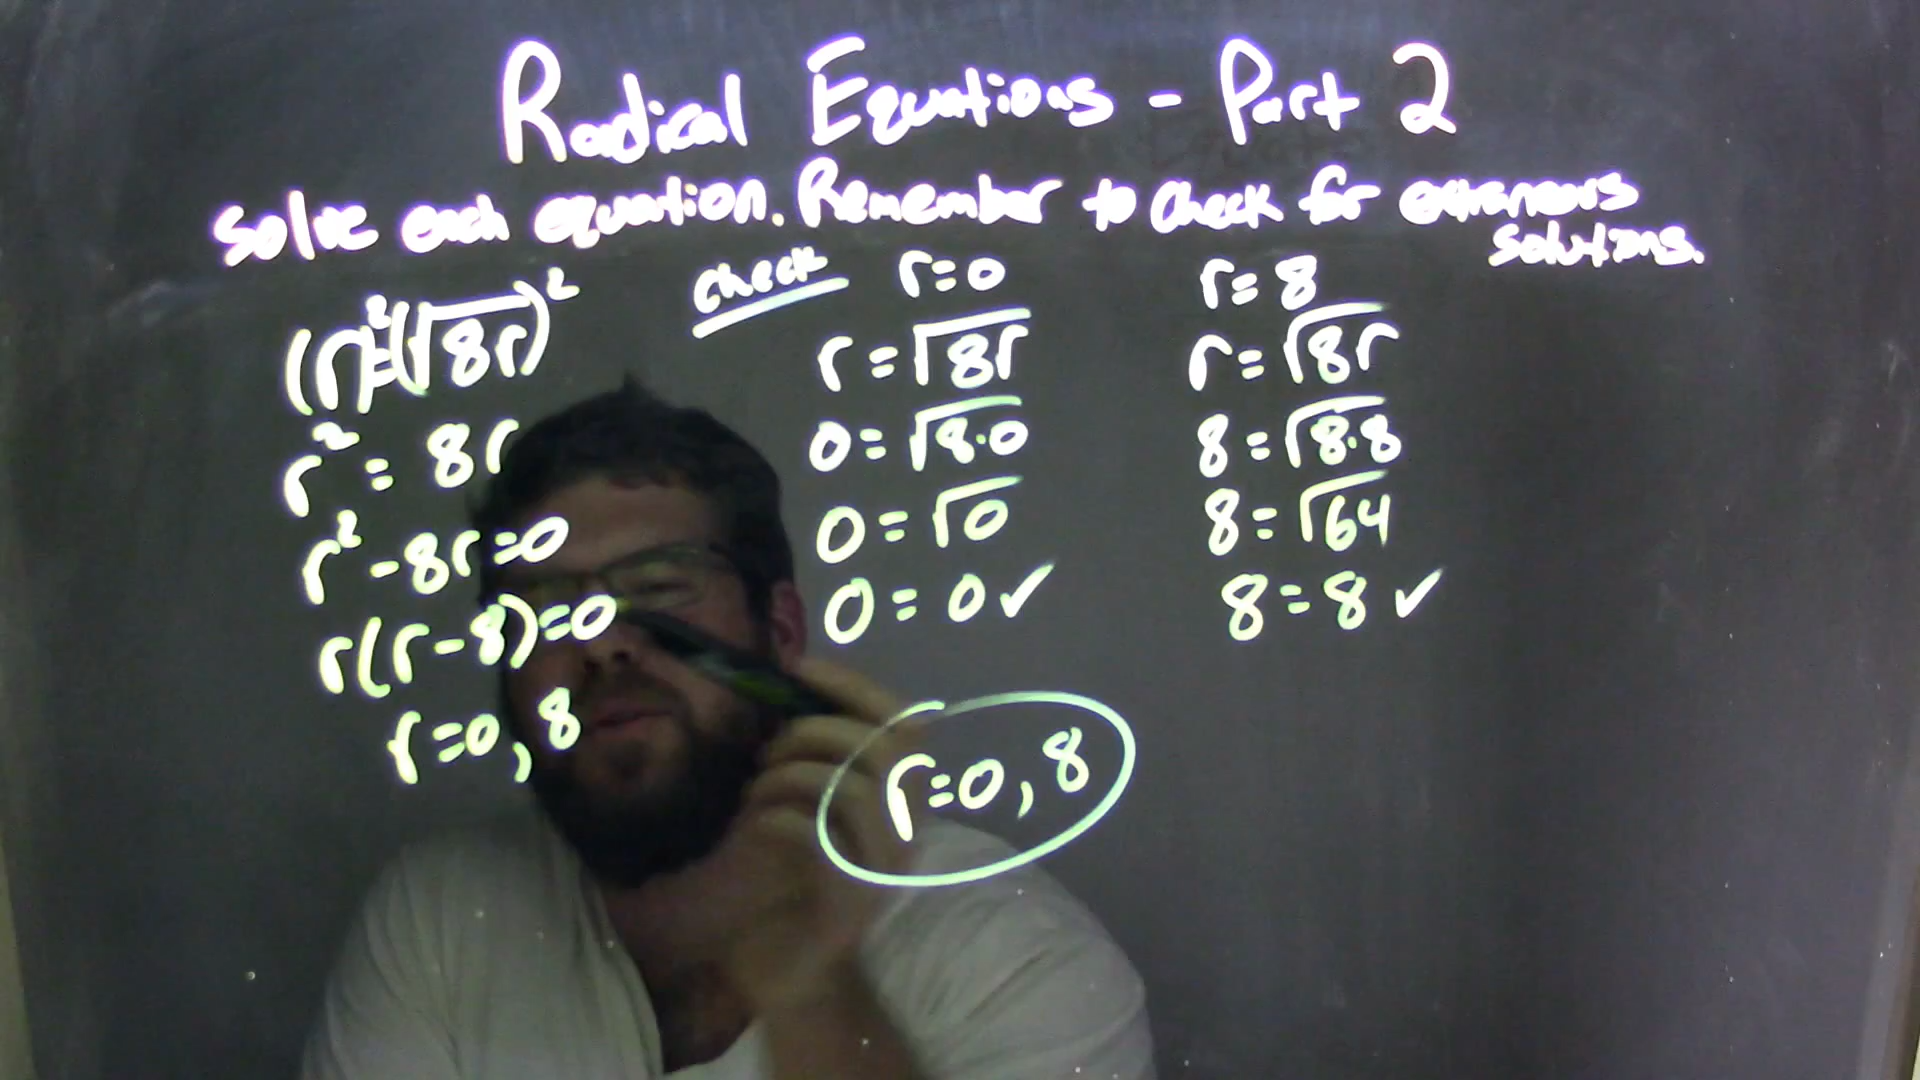 Radical Equations - Part 2
Solve each equation. Remember to check for extraneous
solutions.
(r)²=(√8r)²
r² = 8r
r² - 8r=0
r(r-8)=0
r=0, 8
check
r=0
r=√8r
0=√8·0
0=√0
0=0✓
r=8
r=√8r
8=√8·8
8=√64
8=8✓
r=0, 8